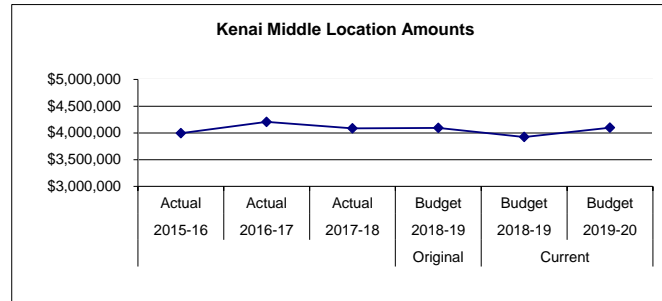 Kenai Middle Location Amounts
$5,000,000
$4,500,000
$4,000,000
$3,500,000
$3,000,000
Actual Actual Actual Budget Budget Budget
2015-16 2016-17 2017-18 2018-19 2018-19 2019-20
Original Current